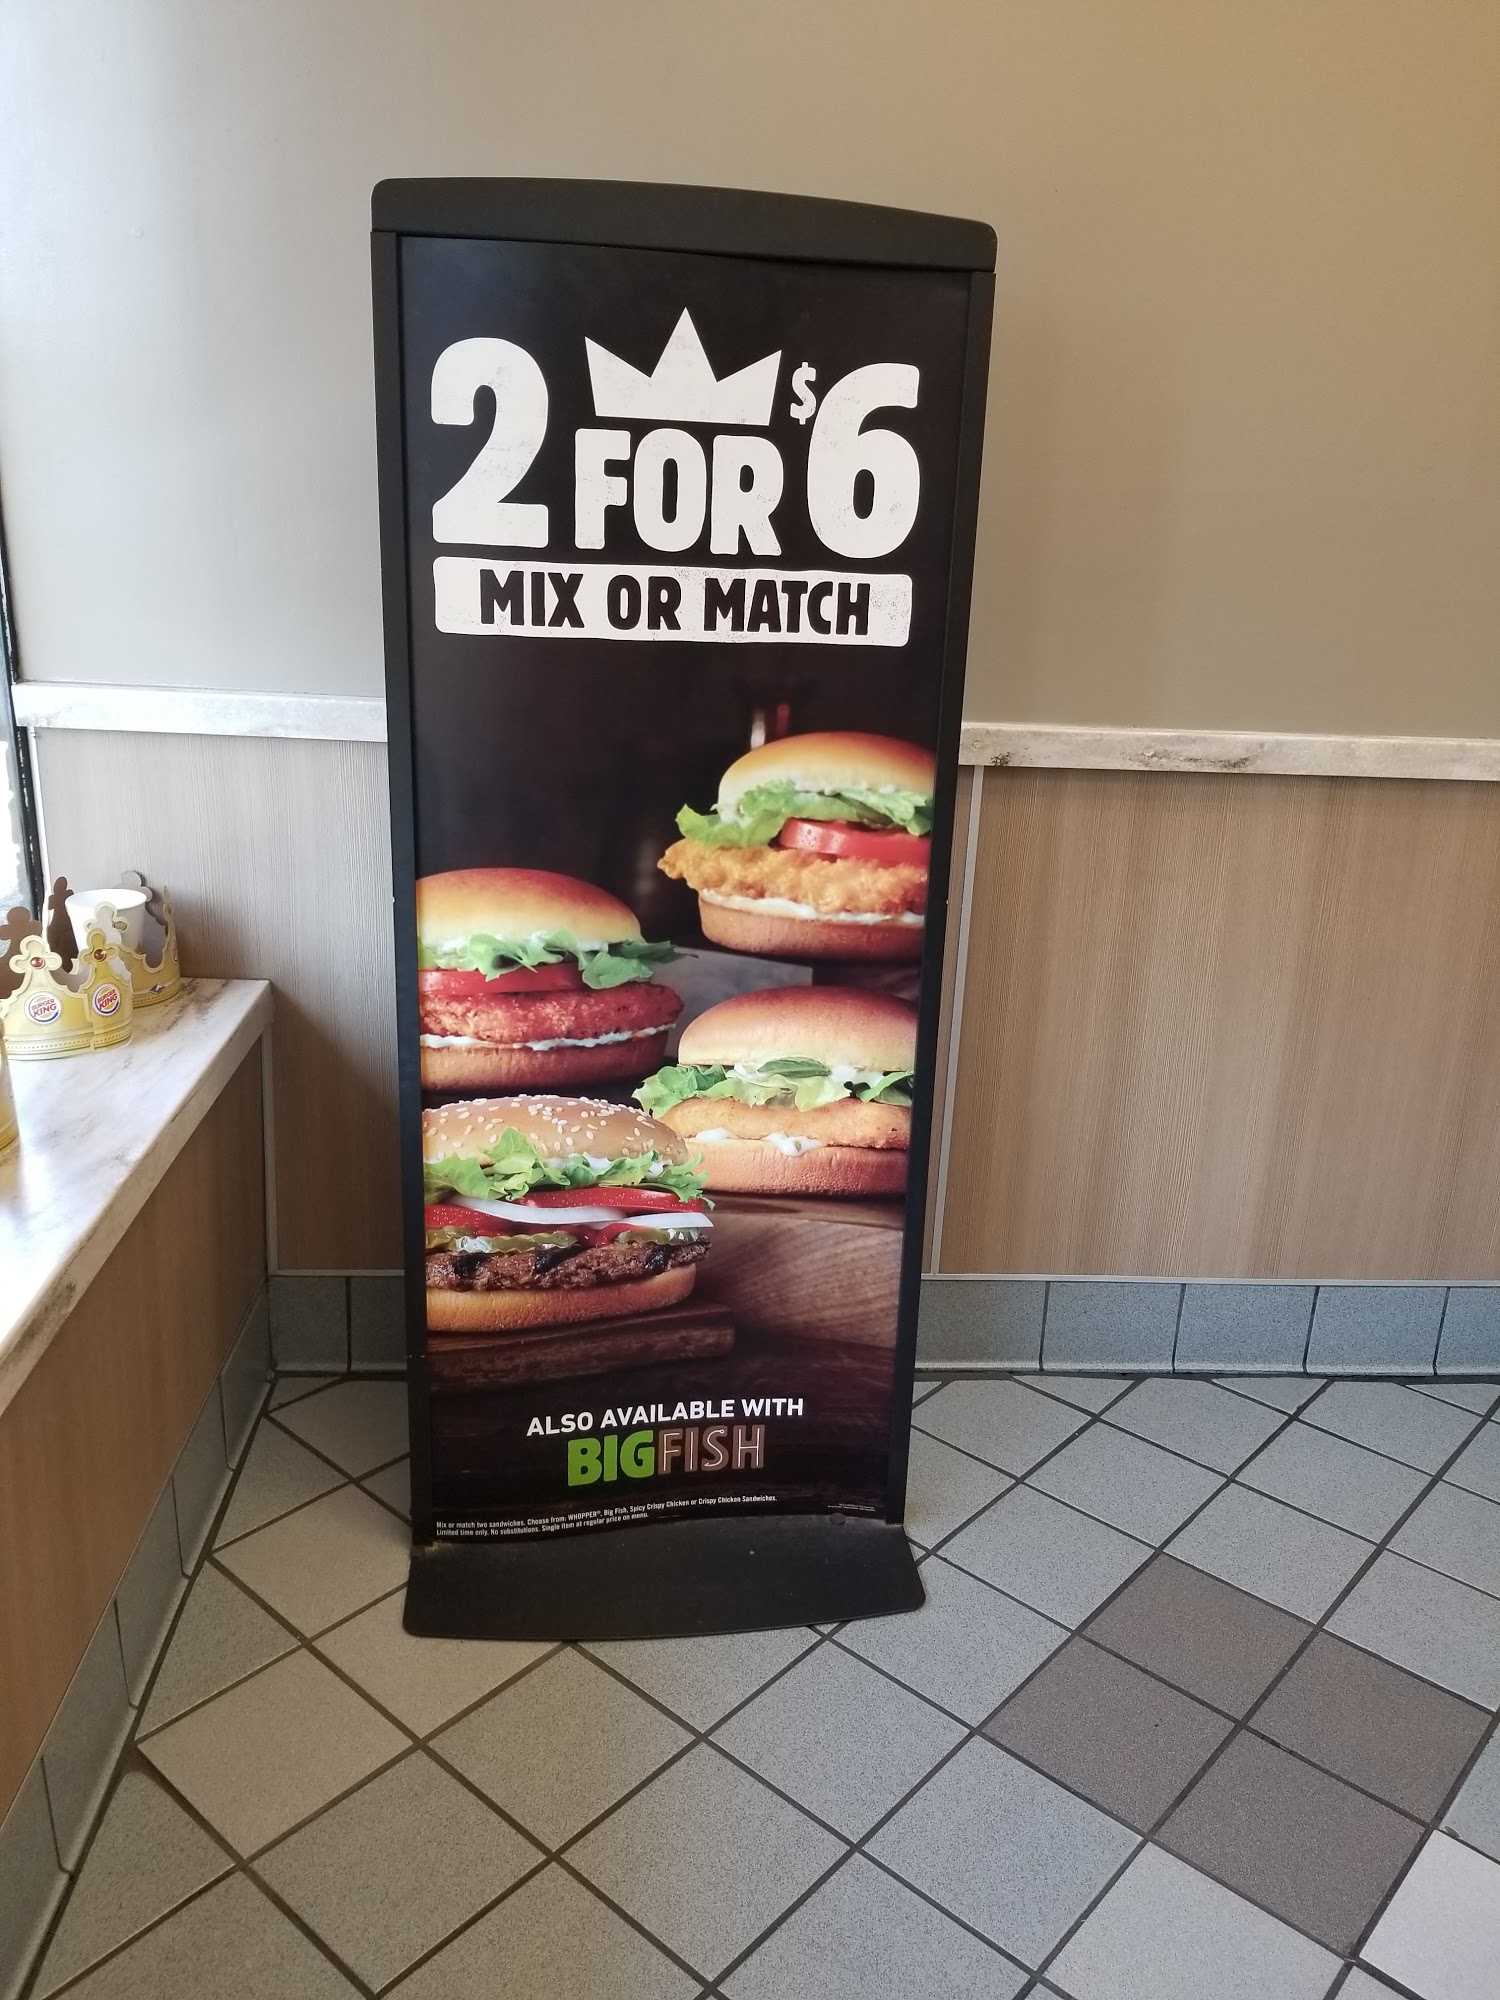 2 FOR $6
MIX OR MATCH
BURGER KING
BURGER KING
ALSO AVAILABLE WITH
BIGFISH
Mix or match two sandwiches. Choose from: WHOPPER®, Big Fish, Spicy Crispy Chicken or Crispy Chicken Sandwiches.
Limited time only. No substitutions. Single item at regular price on menu.